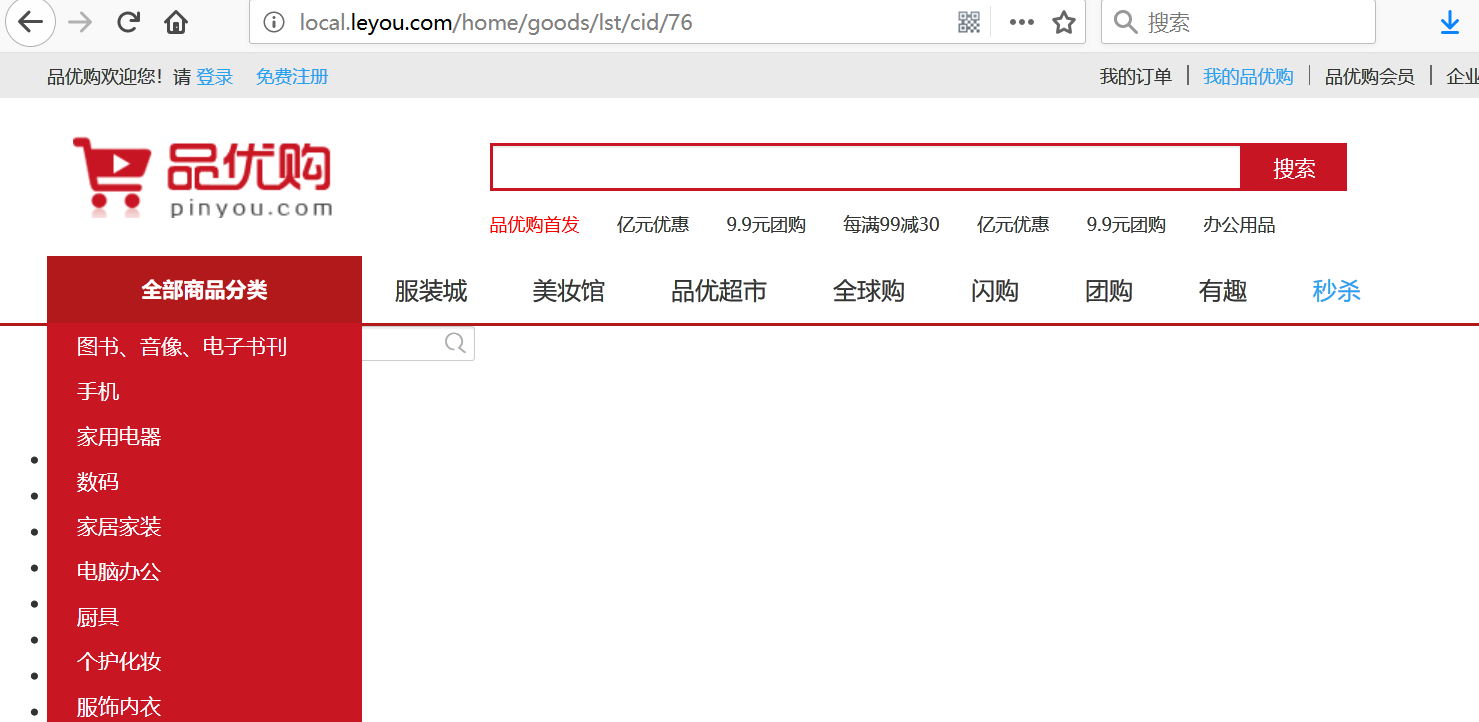 local.leyou.com/home/goods/lst/cid/76 搜索
品优购欢迎您！请 登录 免费注册 我的订单 我的品优购 品优购会员 企业
品优购
pinyou.com
搜索
品优购首发 亿元优惠 9.9元团购 每满99减30 亿元优惠 9.9元团购 办公用品
全部商品分类 服装城 美妆馆 品优超市 全球购 闪购 团购 有趣 秒杀
图书、音像、电子书刊
手机
家用电器
数码
家居家装
电脑办公
厨具
个护化妆
服饰内衣